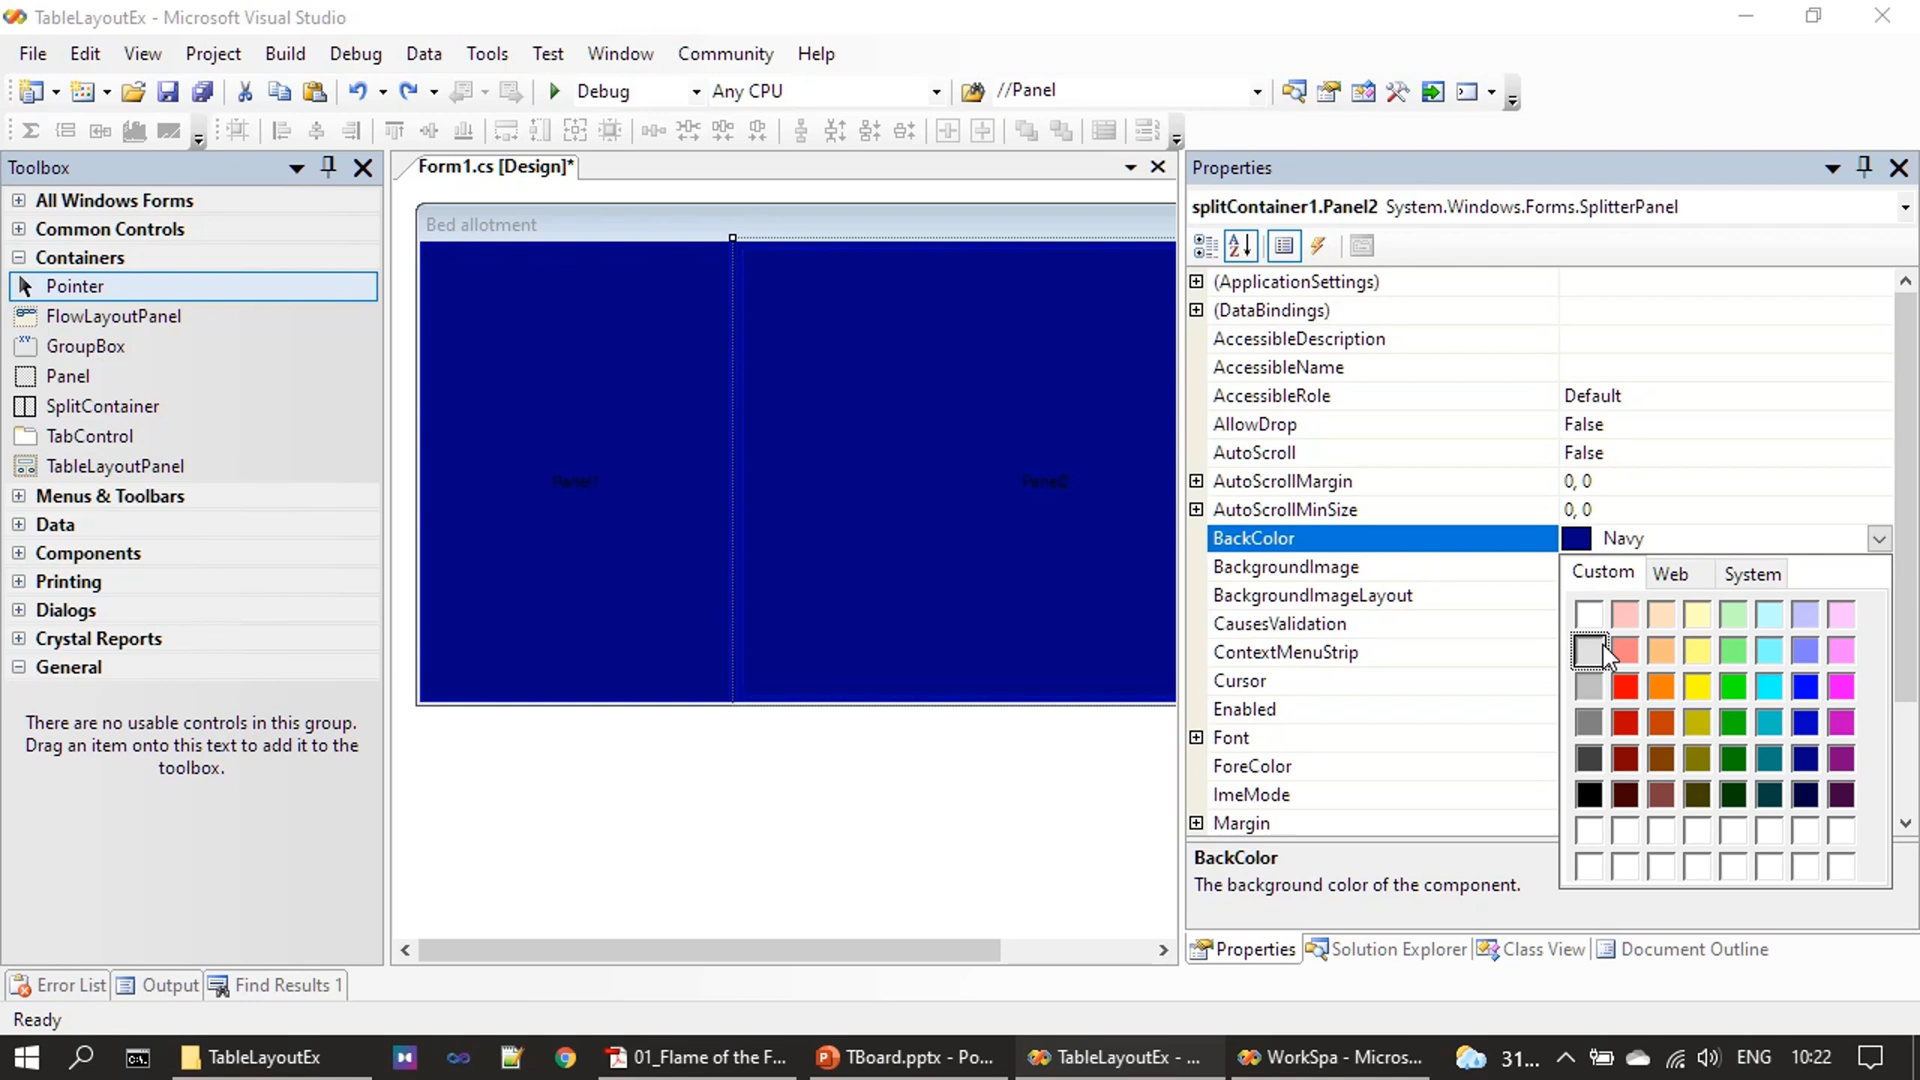 TableLayoutEx - Microsoft Visual Studio
File Edit View Project Build Debug Data Tools Test Window Community Help
Debug Any CPU //Panel
Toolbox
All Windows Forms
Common Controls
Containers
Pointer
FlowLayoutPanel
GroupBox
Panel
SplitContainer
TabControl
TableLayoutPanel
Menus & Toolbars
Data
Components
Printing
Dialogs
Crystal Reports
General
There are no usable controls in this group.
Drag an item onto this text to add it to the
toolbox.
Form1.cs [Design]*
Bed allotment
Panel1 Panel2
Properties
splitContainer1.Panel2 System.Windows.Forms.SplitterPanel
(ApplicationSettings)
(DataBindings)
AccessibleDescription
AccessibleName
AccessibleRole Default
AllowDrop False
AutoScroll False
AutoScrollMargin 0, 0
AutoScrollMinSize 0, 0
BackColor Navy
BackgroundImage
BackgroundImageLayout
CausesValidation
ContextMenuStrip
Cursor
Enabled
Font
ForeColor
ImeMode
Margin
Custom Web System
BackColor
The background color of the component.
Properties Solution Explorer Class View Document Outline
Error List Output Find Results 1
Ready
TableLayoutEx 01_Flame of the F... TBoard.pptx - Po... TableLayoutEx - ... WorkSpa - Micros... 31... ENG 10:22